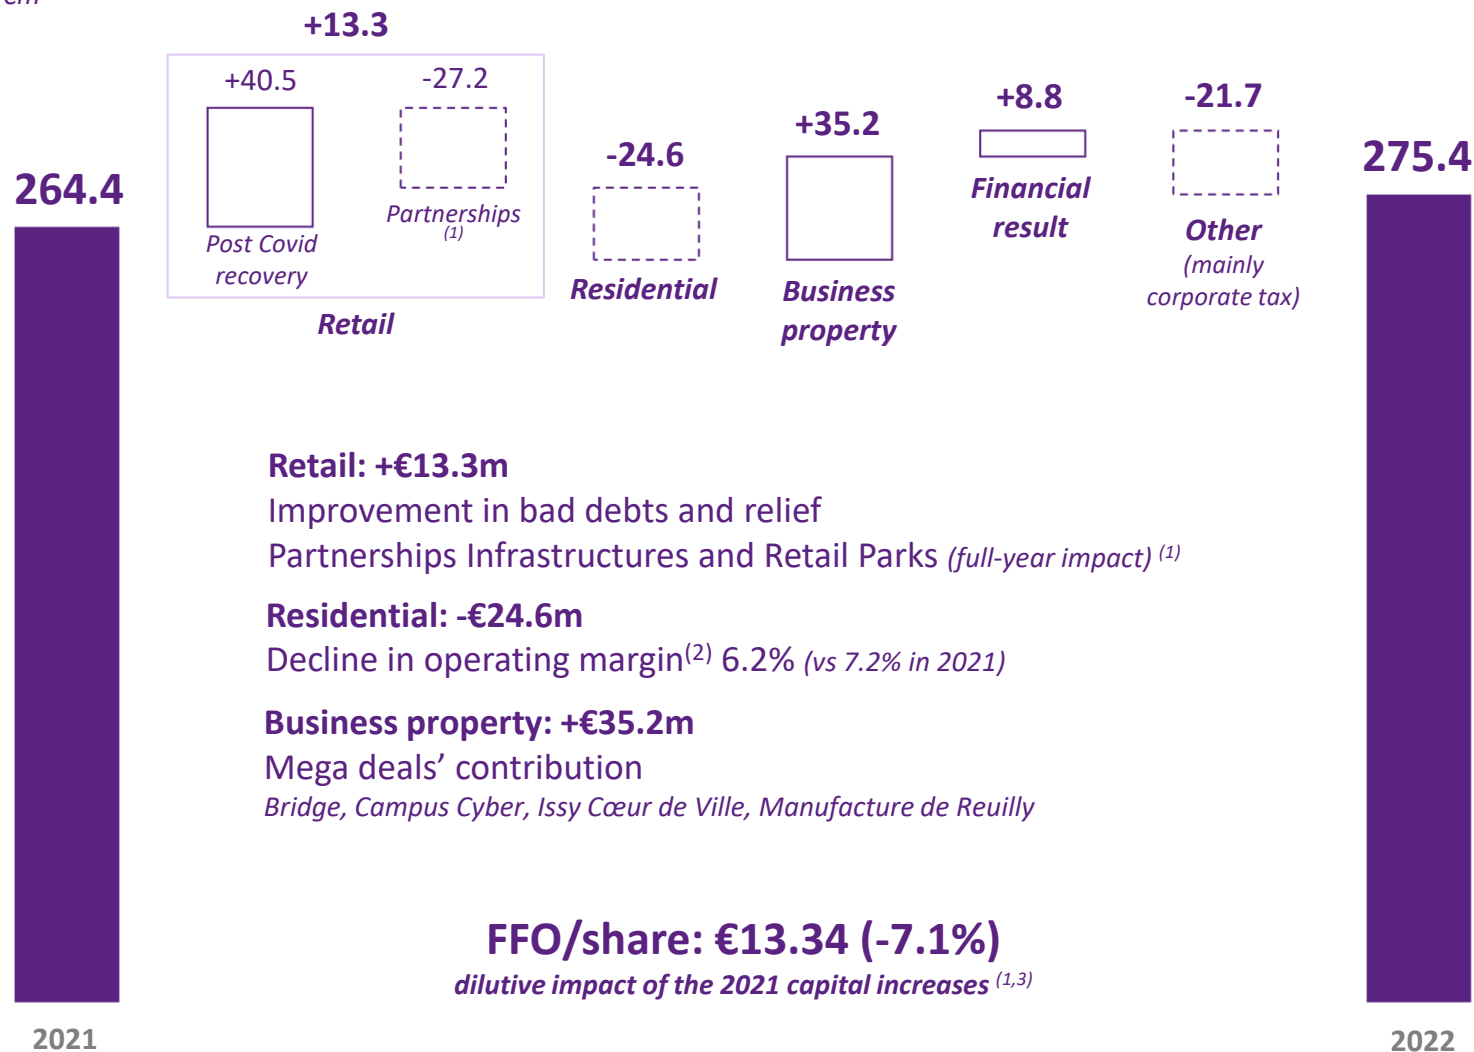 €m
+13.3
+40.5
-27.2
Post Covid
recovery
Partnerships
(1)
Retail
-24.6
Residential
+35.2
Business
property
+8.8
Financial
result
-21.7
Other
(mainly
corporate tax)
264.4
275.4
Retail: +€13.3m
Improvement in bad debts and relief
Partnerships Infrastructures and Retail Parks (full-year impact) (1)
Residential: -€24.6m
Decline in operating margin(2) 6.2% (vs 7.2% in 2021)
Business property: +€35.2m
Mega deals’ contribution
Bridge, Campus Cyber, Issy Cœur de Ville, Manufacture de Reuilly
FFO/share: €13.34 (-7.1%)
dilutive impact of the 2021 capital increases (1,3)
2021
2022